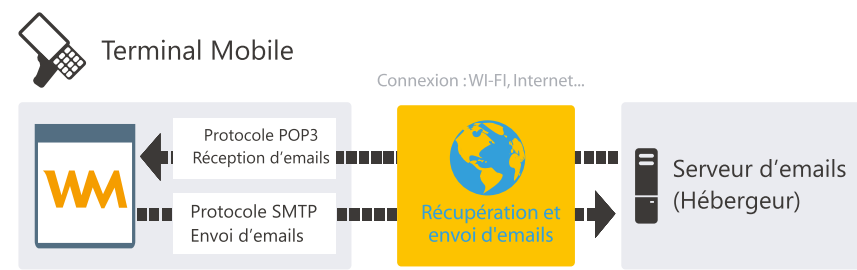 Terminal Mobile
Connexion : WI-FI, Internet...
WM
Protocole POP3
Réception d'emails
Protocole SMTP
Envoi d'emails
Récupération et
envoi d'emails
Serveur d'emails
(Hébergeur)